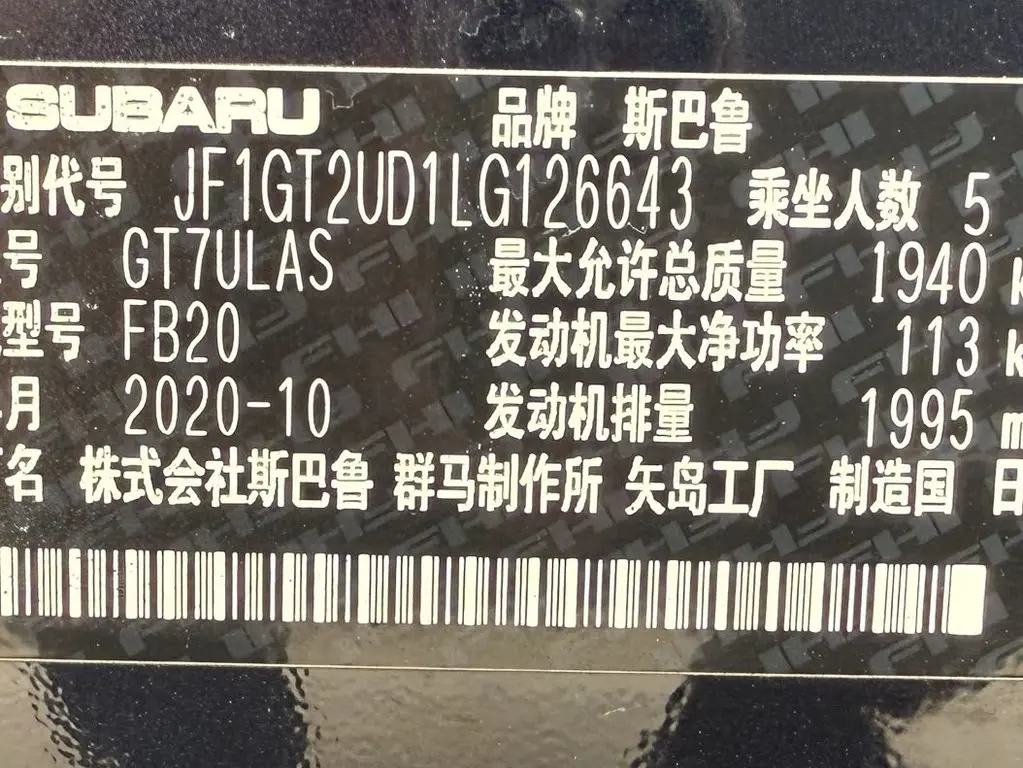 SUBARU 品牌 斯巴鲁
别代号 JF1GT2UD1LG126643 乘坐人数 5
号 GT7ULAS 最大允许总质量 1940 k
型号 FB20 发动机最大净功率 113 k
月 2020-10 发动机排量 1995 m
名 株式会社斯巴鲁 群马制作所 矢岛工厂 制造国 日